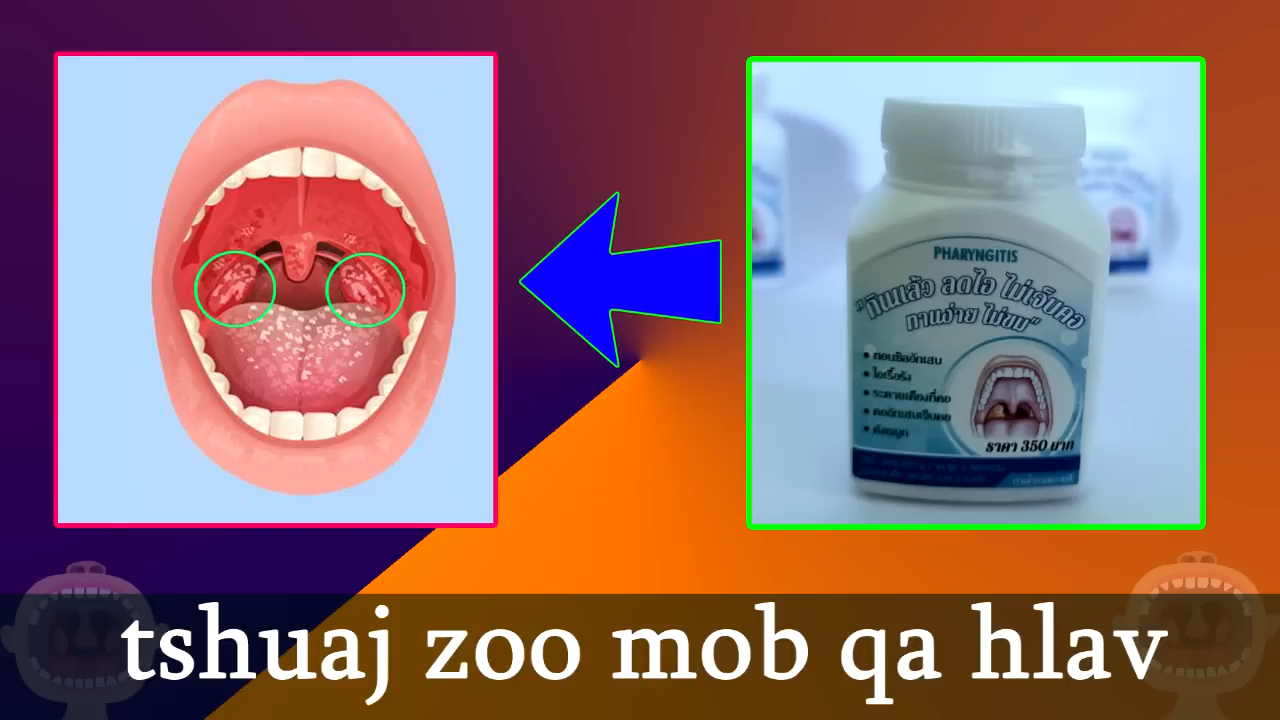 PHARYNGITIS
"กินแล้ว ลดไอ ไม่เจ็บคอ
ทานง่าย ไม่ขม"
• ทอนซิลอักเสบ
• ไอเรื้อรัง
• ระคายเคืองที่คอ
• คออักเสบเจ็บคอ
• คัดจมูก
ราคา 350 บาท
tshuaj zoo mob qa hlav